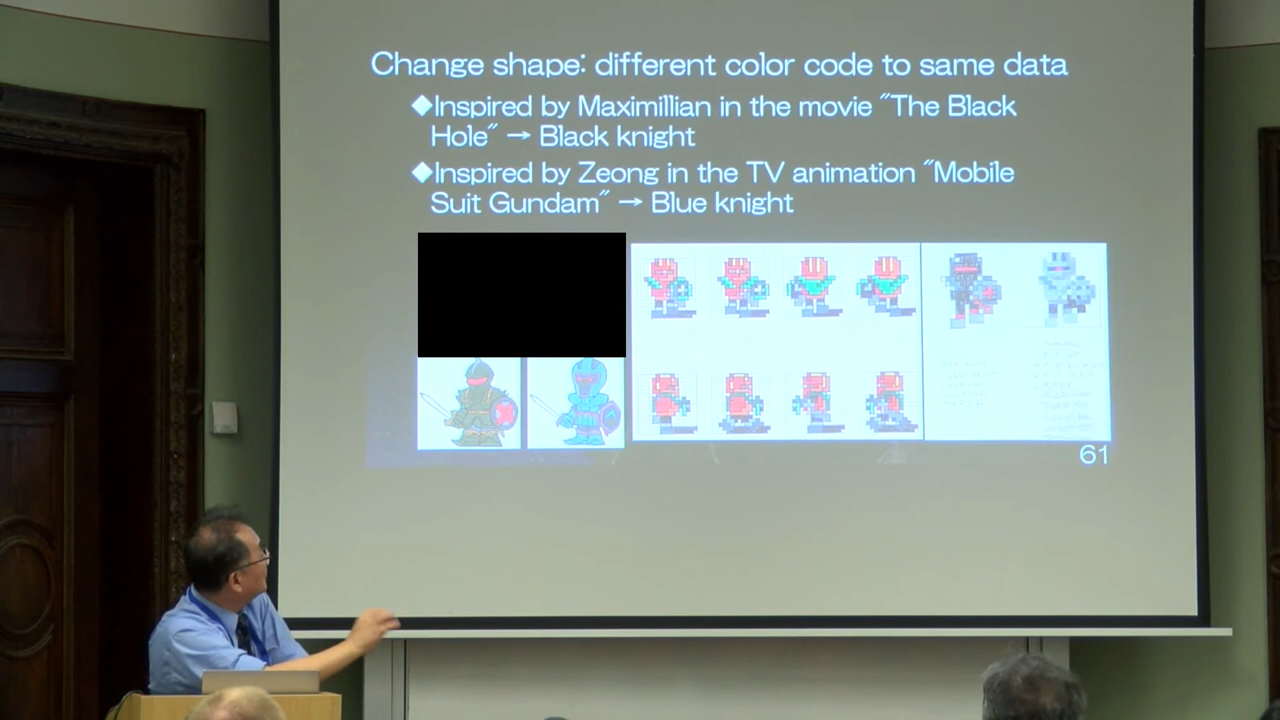 Change shape: different color code to same data
◆Inspired by Maximillian in the movie "The Black
Hole" → Black knight
◆Inspired by Zeong in the TV animation "Mobile
Suit Gundam" → Blue knight
61